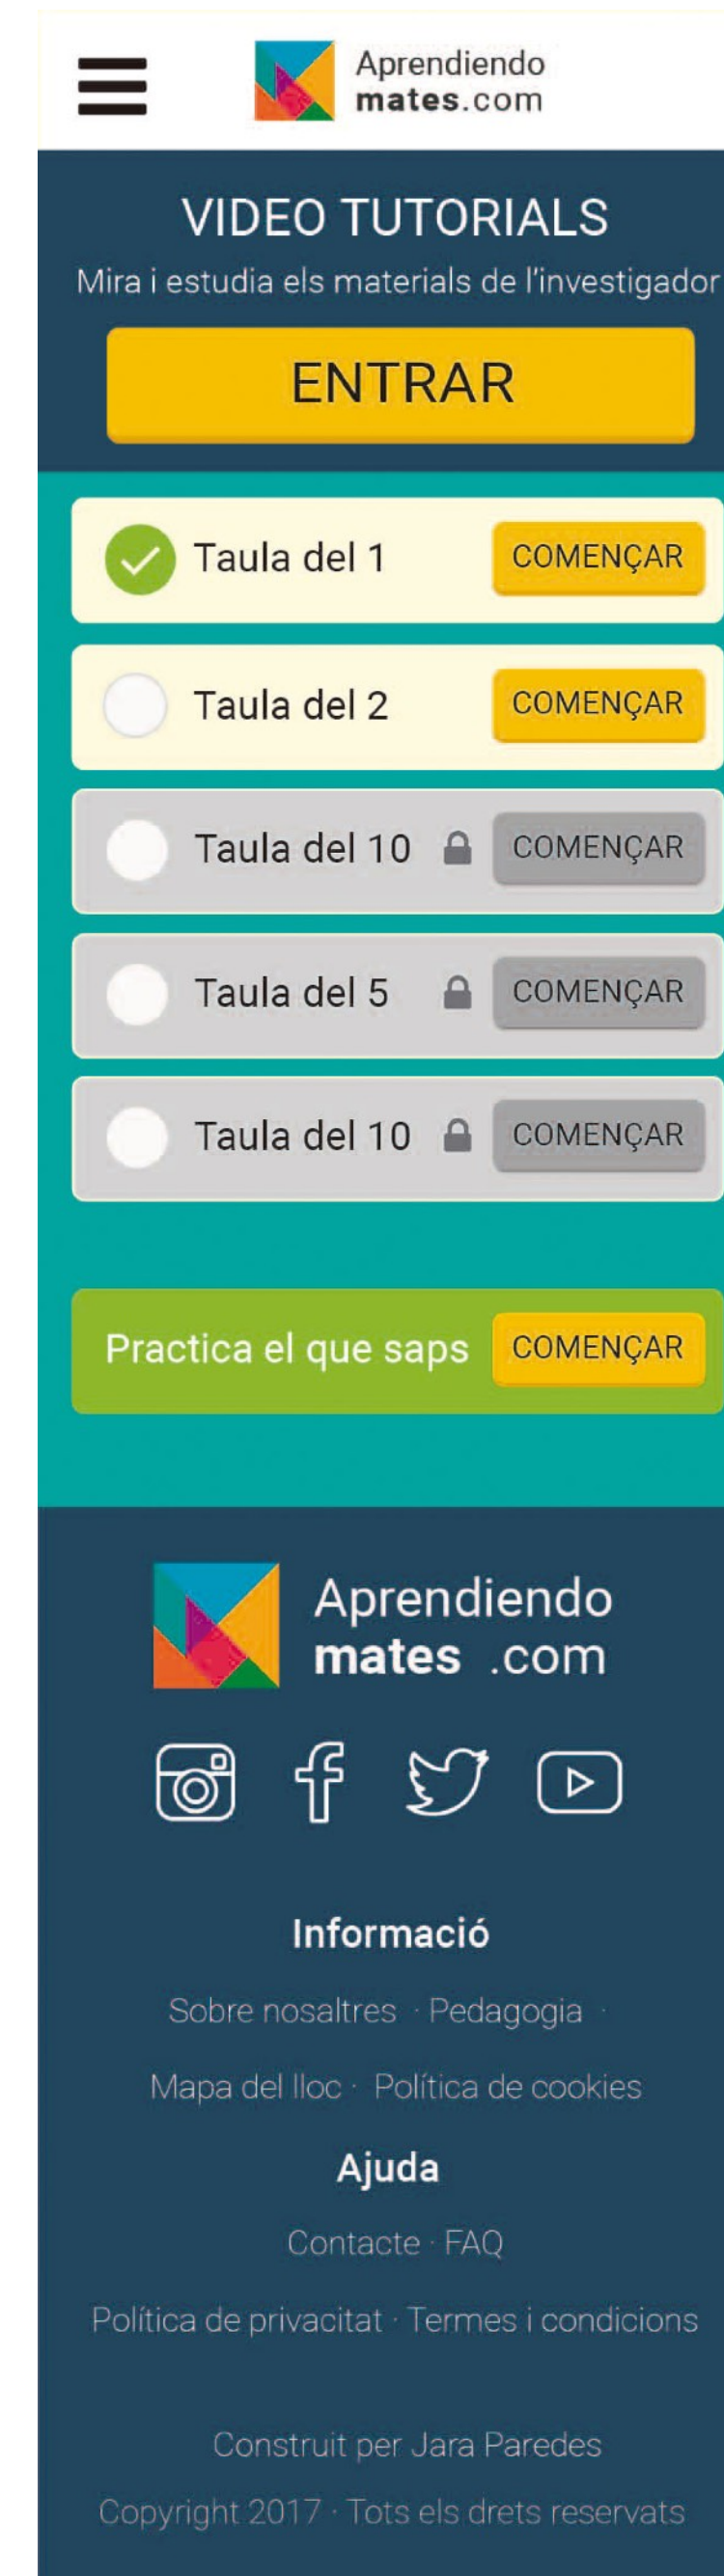 Aprendiendo
mates.com
VIDEO TUTORIALS
Mira i estudia els materials de l'investigador
ENTRAR
Taula del 1 COMENÇAR
Taula del 2 COMENÇAR
Taula del 10 COMENÇAR
Taula del 5 COMENÇAR
Taula del 10 COMENÇAR
Practica el que saps COMENÇAR
Aprendiendo
mates .com
Informació
Sobre nosaltres · Pedagogia ·
Mapa del lloc · Política de cookies
Ajuda
Contacte · FAQ
Política de privacitat · Termes i condicions
Construit per Jara Paredes
Copyright 2017 · Tots els drets reservats